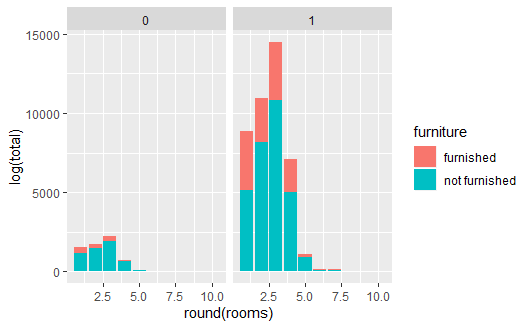 0
1
15000
10000
5000
0
log(total)
2.5 5.0 7.5 10.0
2.5 5.0 7.5 10.0
round(rooms)
furniture
furnished
not furnished